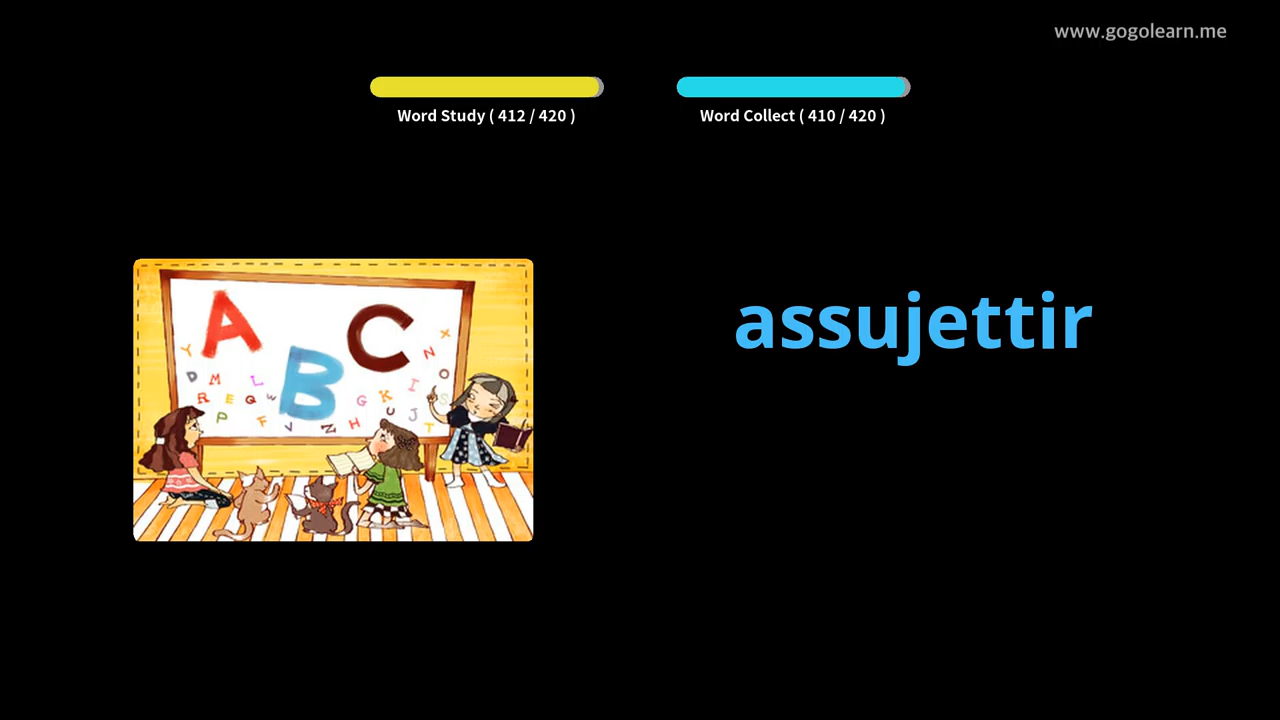 www.gogolearn.me
Word Study ( 412 / 420 )
Word Collect ( 410 / 420 )
assujettir
A
B
C
X
Y
N
D M L O
R E Q W G K I S
P F V Z H U J T